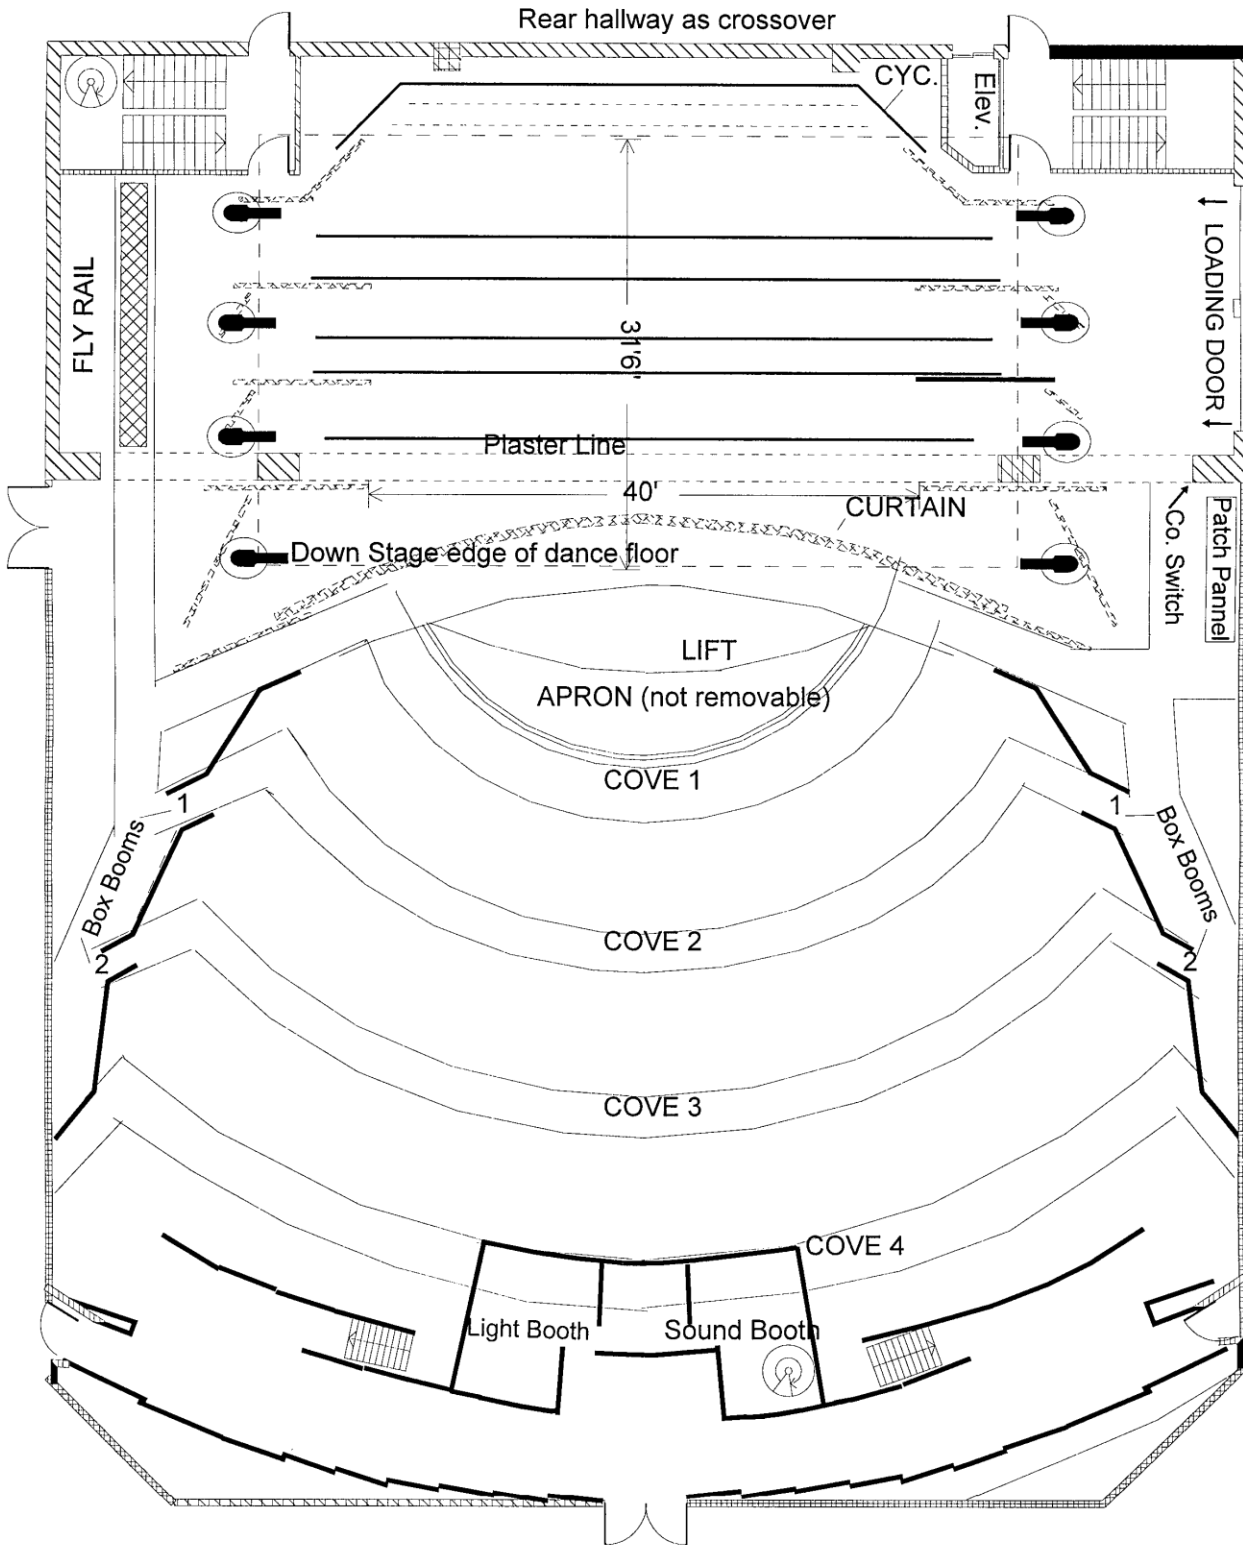 Rear hallway as crossover
CYC.
Elev.
FLY RAIL
LOADING DOOR
31'6"
Plaster Line
40'
CURTAIN
Down Stage edge of dance floor
Co. Switch
Patch Pannel
LIFT
APRON (not removable)
COVE 1
1
1
Box Booms
Box Booms
COVE 2
2
2
COVE 3
COVE 4
Light Booth
Sound Booth